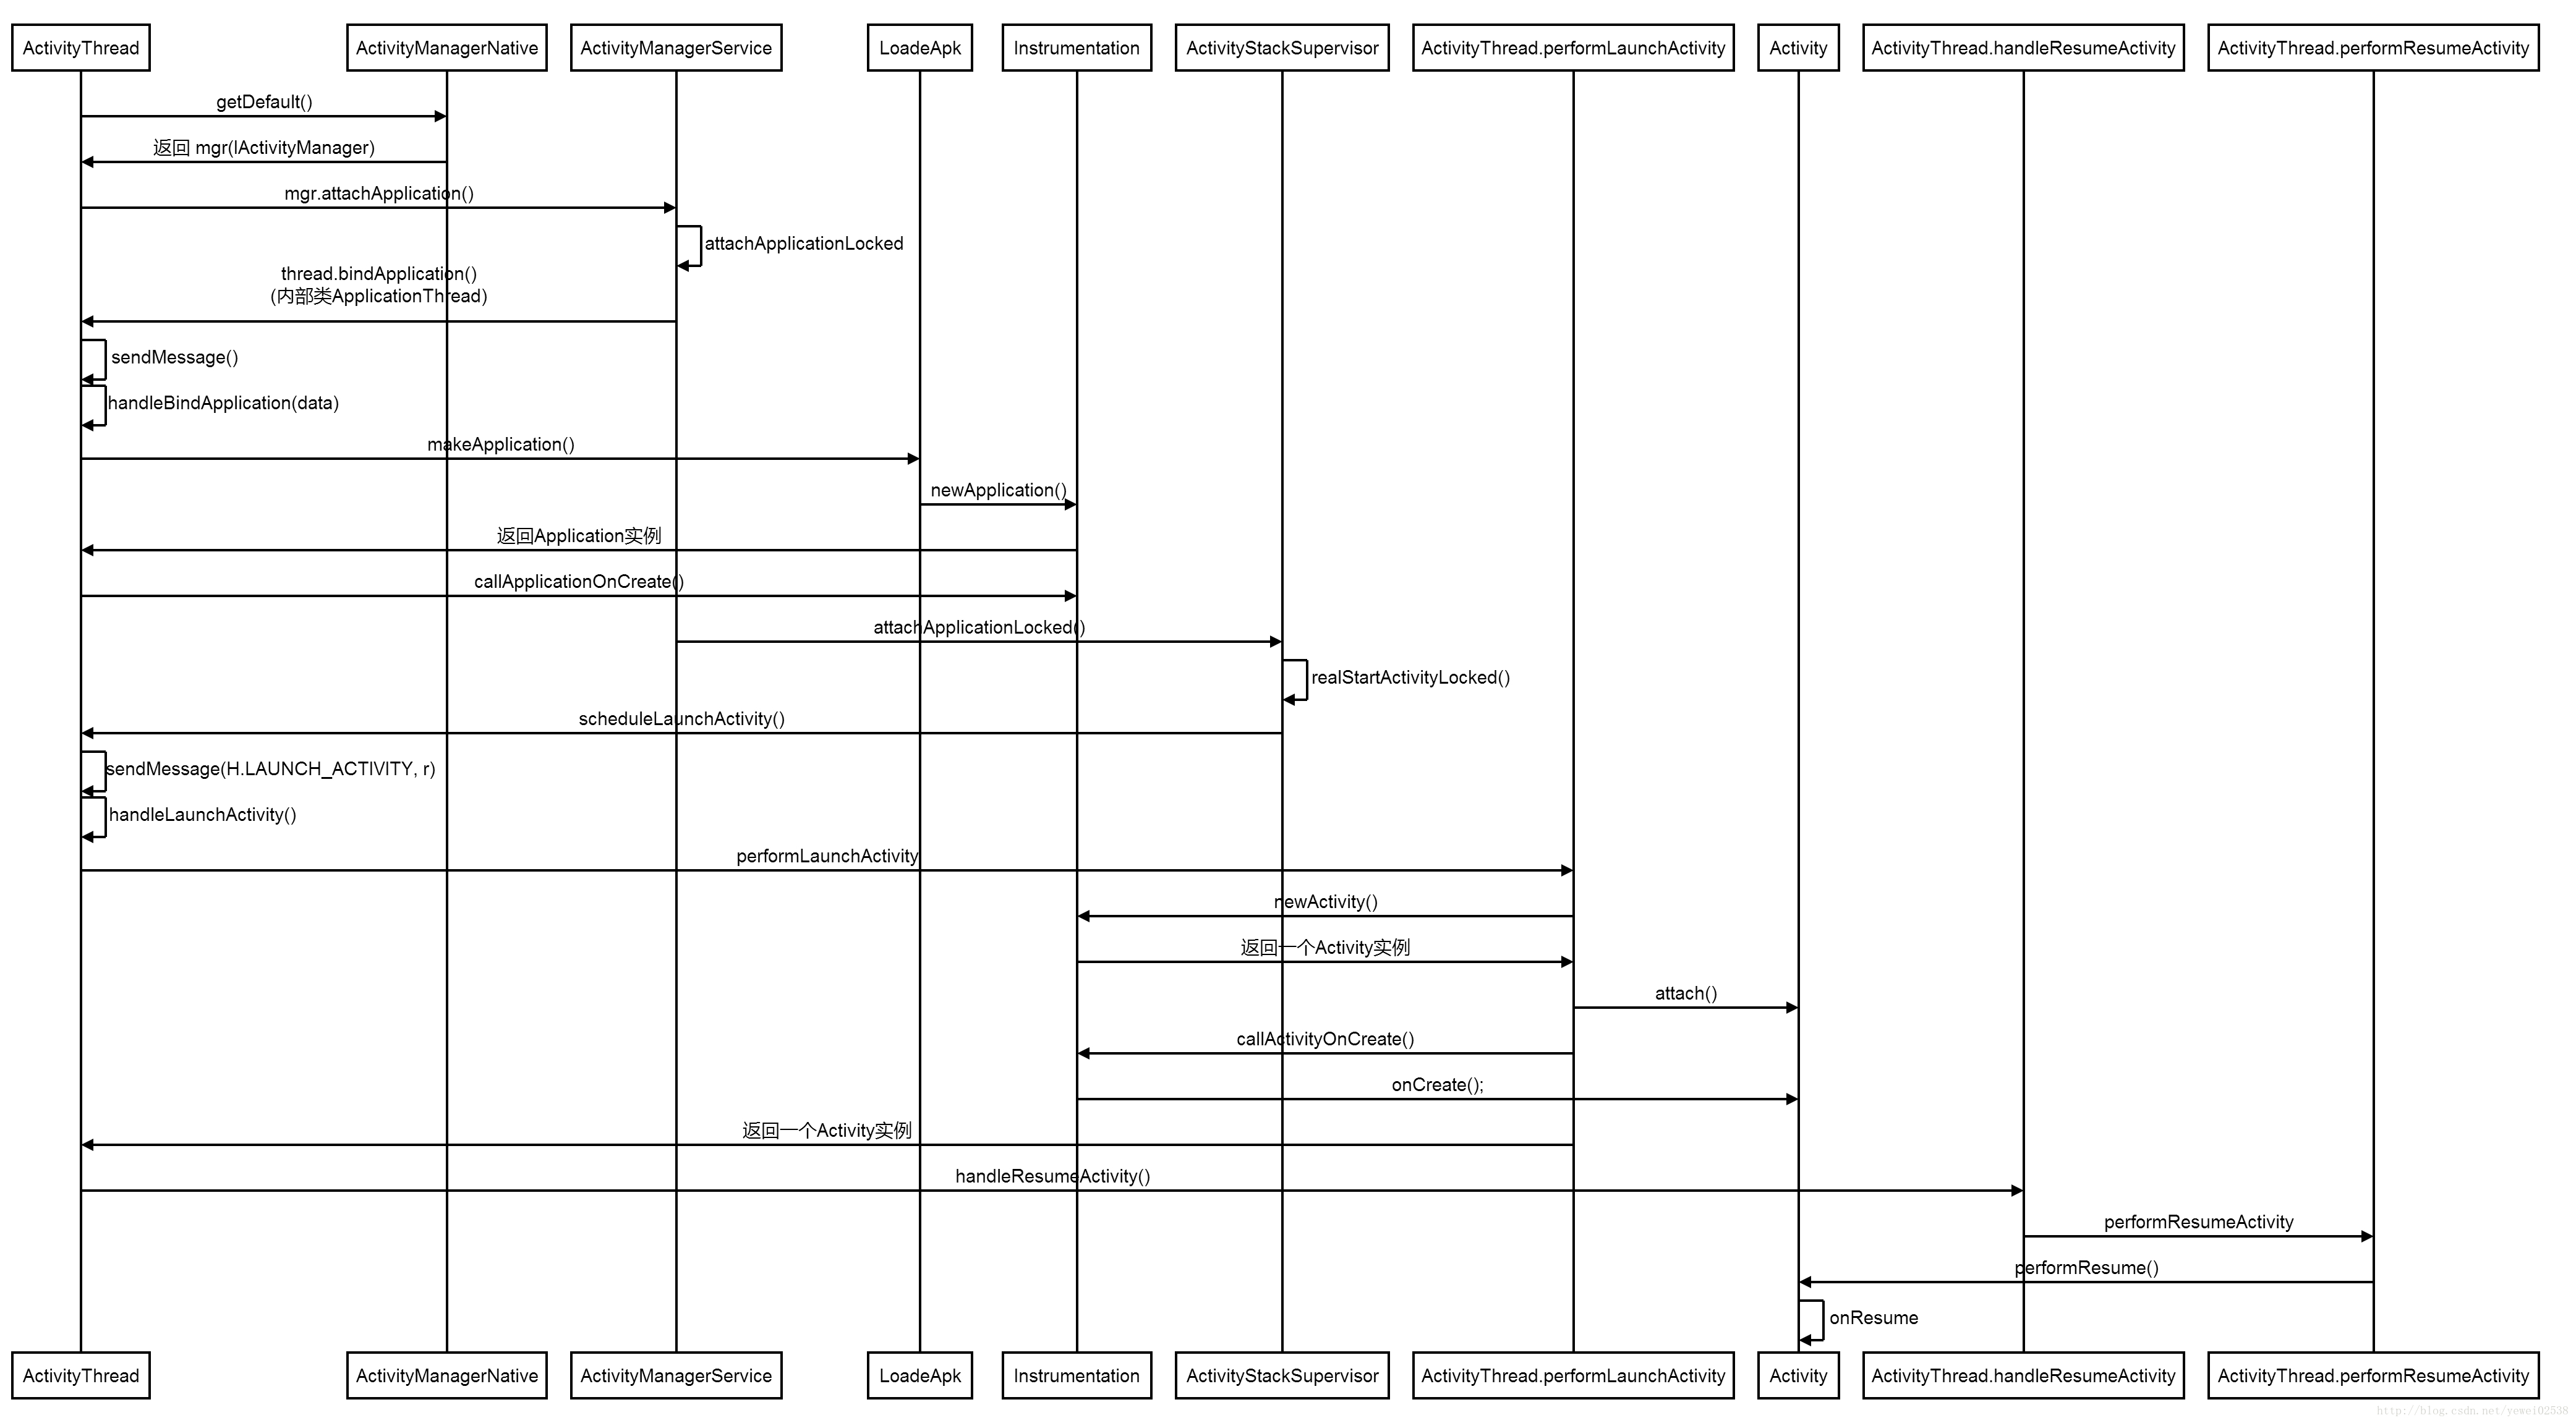 ActivityThread
ActivityManagerNative
ActivityManagerService
LoadeApk
Instrumentation
ActivityStackSupervisor
ActivityThread.performLaunchActivity
Activity
ActivityThread.handleResumeActivity
ActivityThread.performResumeActivity
getDefault()
返回 mgr(IActivityManager)
mgr.attachApplication()
attachApplicationLocked
thread.bindApplication()
(内部类ApplicationThread)
sendMessage()
handleBindApplication(data)
makeApplication()
newApplication()
返回Application实例
callApplicationOnCreate()
attachApplicationLocked()
realStartActivityLocked()
scheduleLaunchActivity()
sendMessage(H.LAUNCH_ACTIVITY, r)
handleLaunchActivity()
performLaunchActivity
newActivity()
返回一个Activity实例
attach()
callActivityOnCreate()
onCreate();
返回一个Activity实例
handleResumeActivity()
performResumeActivity
performResume()
onResume
ActivityThread
ActivityManagerNative
ActivityManagerService
LoadeApk
Instrumentation
ActivityStackSupervisor
ActivityThread.performLaunchActivity
Activity
ActivityThread.handleResumeActivity
ActivityThread.performResumeActivity
http://blog.csdn.net/yewei02538